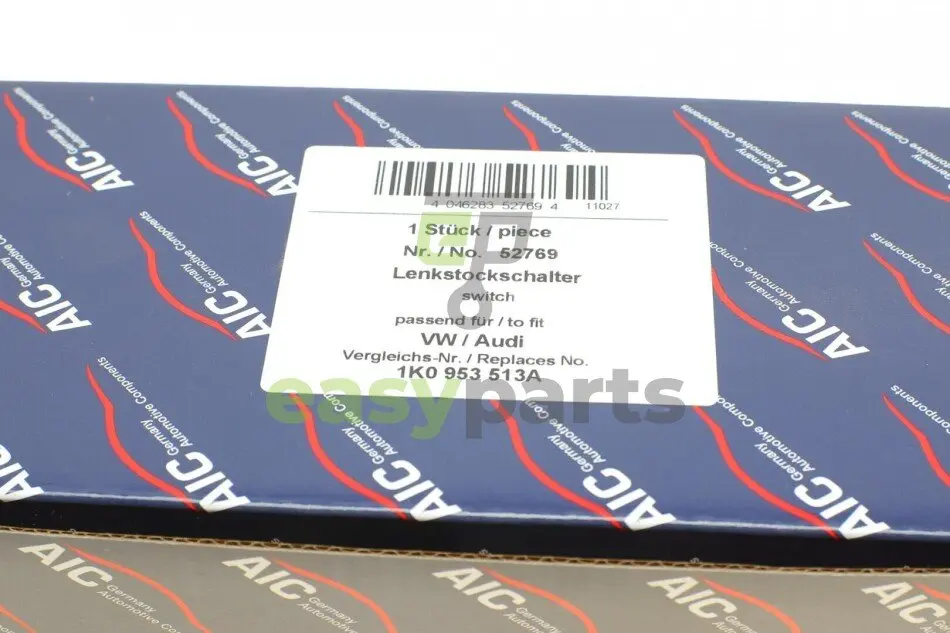 4 046283 52769 4 11027
1 Stück / piece
Nr. / No. 52769
Lenkstockschalter
switch
passend für / to fit
VW / Audi
Vergleichs-Nr. / Replaces No.
1K0 953 513A
easyparts
AIC Germany
Automotive Components